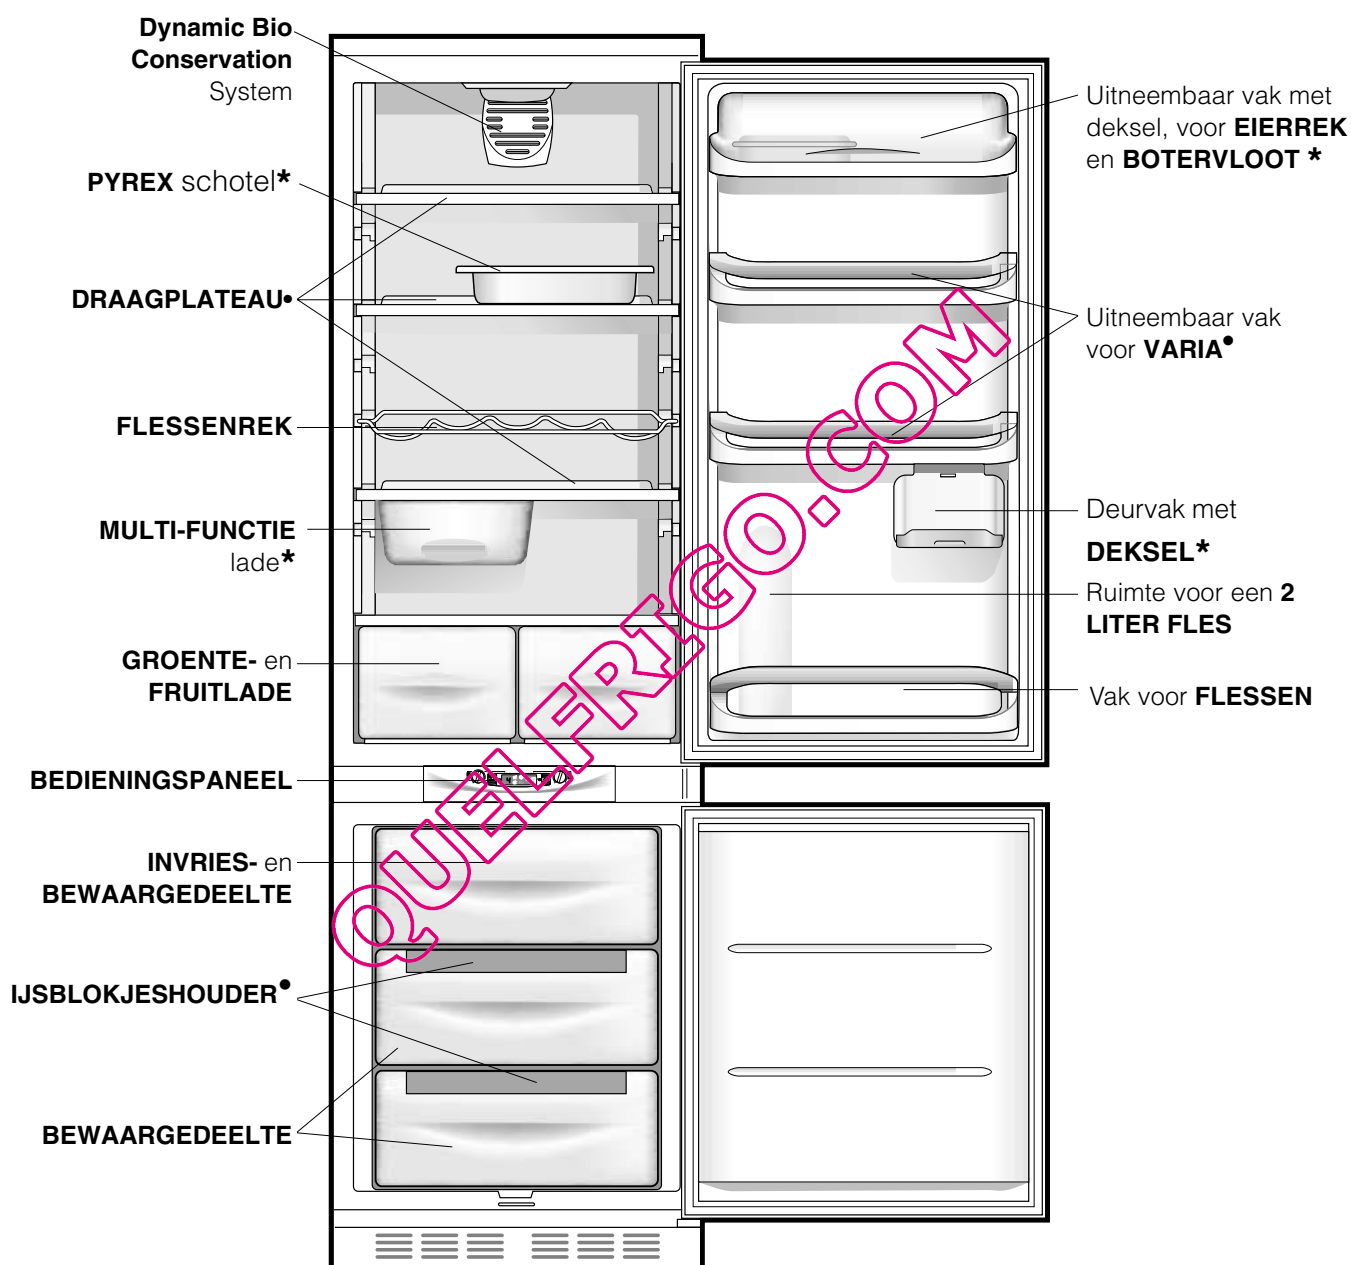 Dynamic Bio
Conservation
System
PYREX schotel*
DRAAGPLATEAU•
FLESSENREK
MULTI-FUNCTIE
lade*
GROENTE- en
FRUITLADE
BEDIENINGSPANEEL
INVRIES- en
BEWAARGEDEELTE
IJSBLOKJESHOUDER•
BEWAARGEDEELTE
Uitneembaar vak met
deksel, voor EIERREK
en BOTERVLOOT *
Uitneembaar vak
voor VARIA•
Deurvak met
DEKSEL*
Ruimte voor een 2
LITER FLES
Vak voor FLESSEN
QUELFRIGO.COM